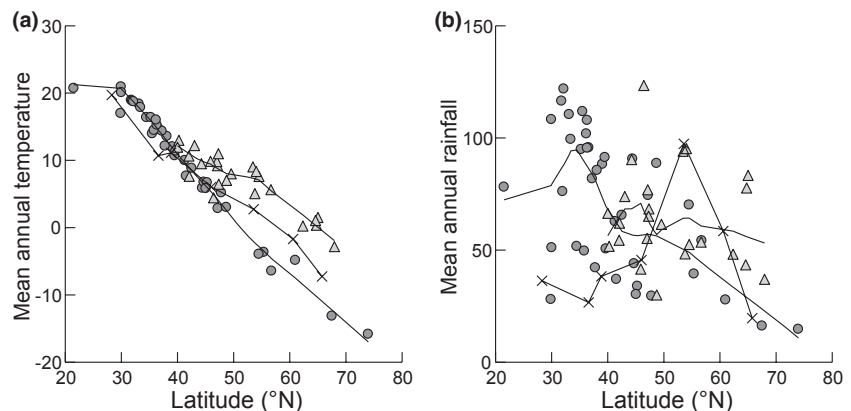 (a)
30
20
10
0
-10
-20
Mean annual temperature
20 30 40 50 60 70 80
Latitude (°N)
(b)
150
100
50
0
Mean annual rainfall
20 30 40 50 60 70 80
Latitude (°N)